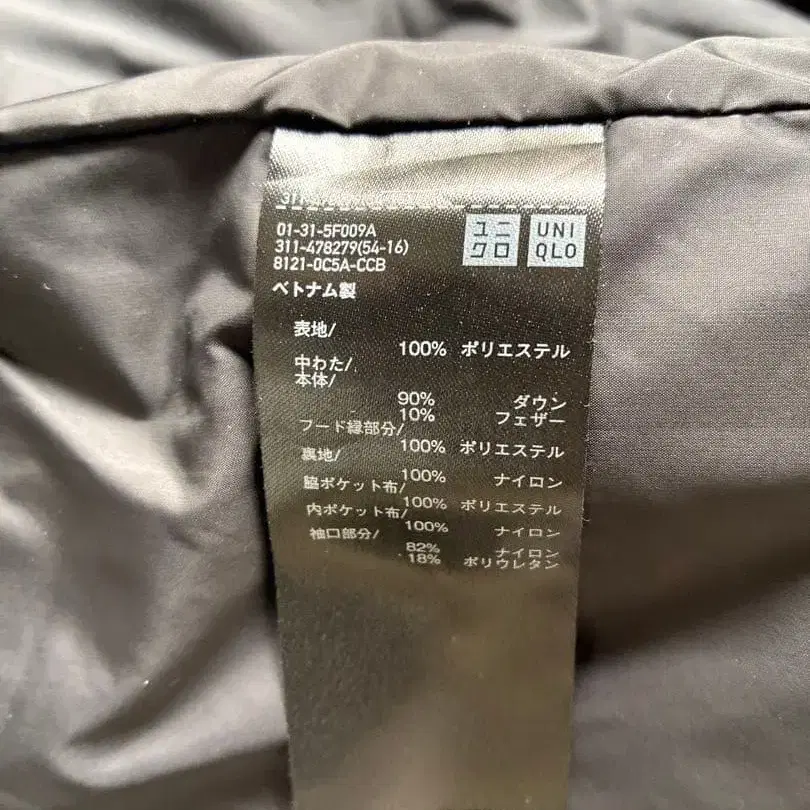 01-31-5F009A
311-478279(54-16)
8121-0C5A-CCB
ユニ
クロ
UNI
QLO
ベトナム製
表地/
100% ポリエステル
中わた/
本体/
90% ダウン
10% フェザー
フード縁部分/
100% ポリエステル
裏地/
100% ナイロン
脇ポケット布/
100% ポリエステル
内ポケット布/
100% ナイロン
袖口部分/
82% ナイロン
18% ポリウレタン